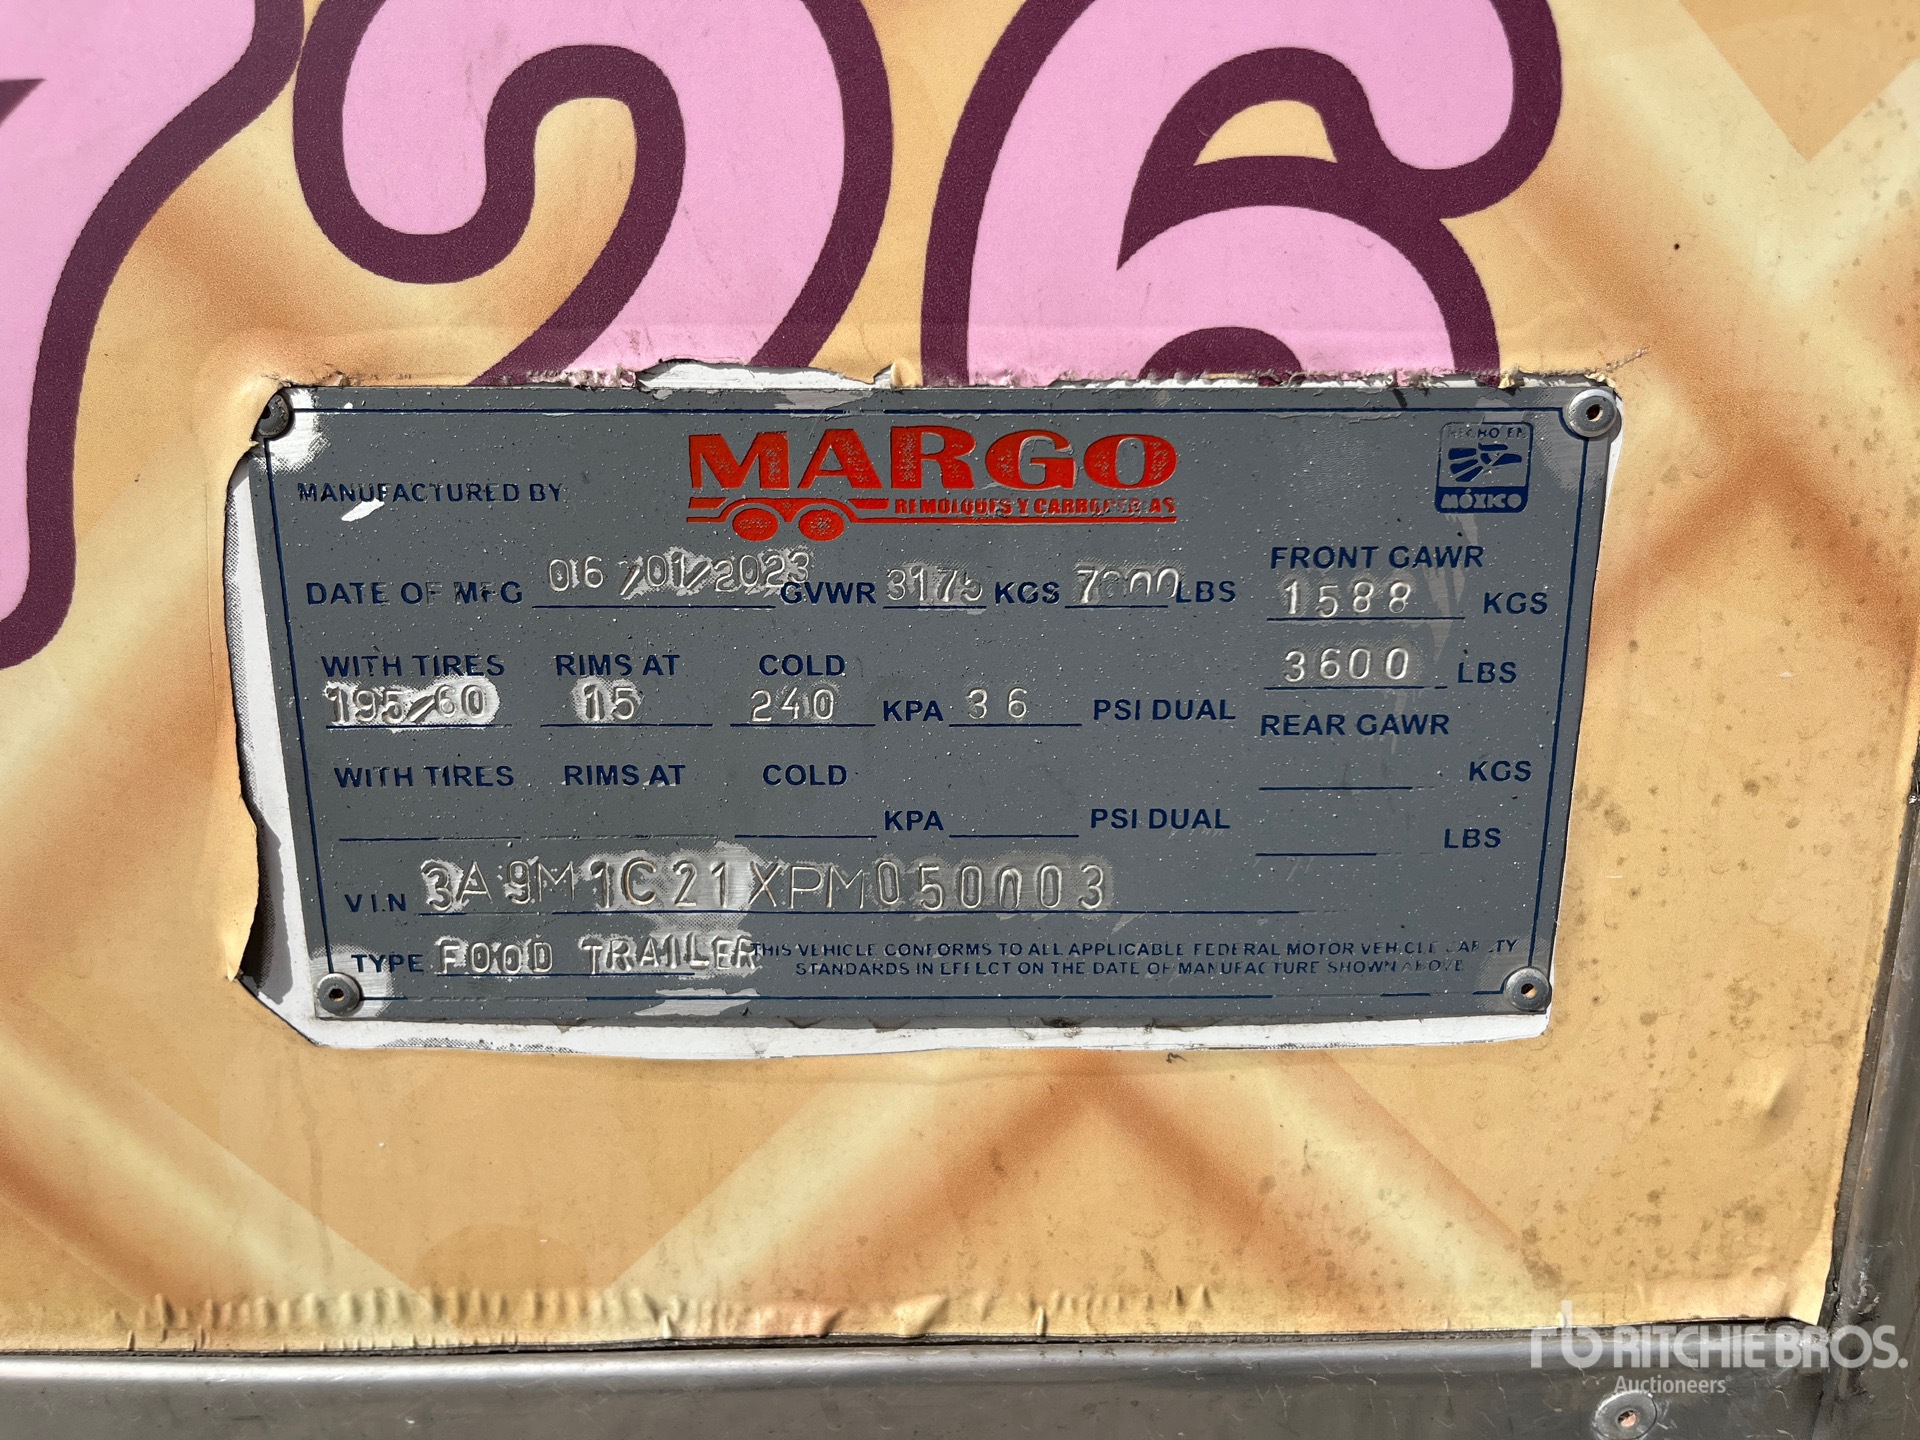 26
MARGO
REMOLQUES Y CARROCERIAS
HECHO EN
MÉXICO
MANUFACTURED BY
DATE OF MFG 06/01/2023 GVWR 3175 KGS 7000 LBS
FRONT GAWR
1588 KGS
3600 LBS
WITH TIRES RIMS AT COLD
195/60 15 240 KPA 36 PSI DUAL
REAR GAWR
KGS
LBS
WITH TIRES RIMS AT COLD
KPA PSI DUAL
V.I.N 3A9M1C21XPM050003
TYPE FOOD TRAILER
THIS VEHICLE CONFORMS TO ALL APPLICABLE FEDERAL MOTOR VEHICLE SAFETY
STANDARDS IN EFFECT ON THE DATE OF MANUFACTURE SHOWN ABOVE
rb RITCHIE BROS.
Auctioneers